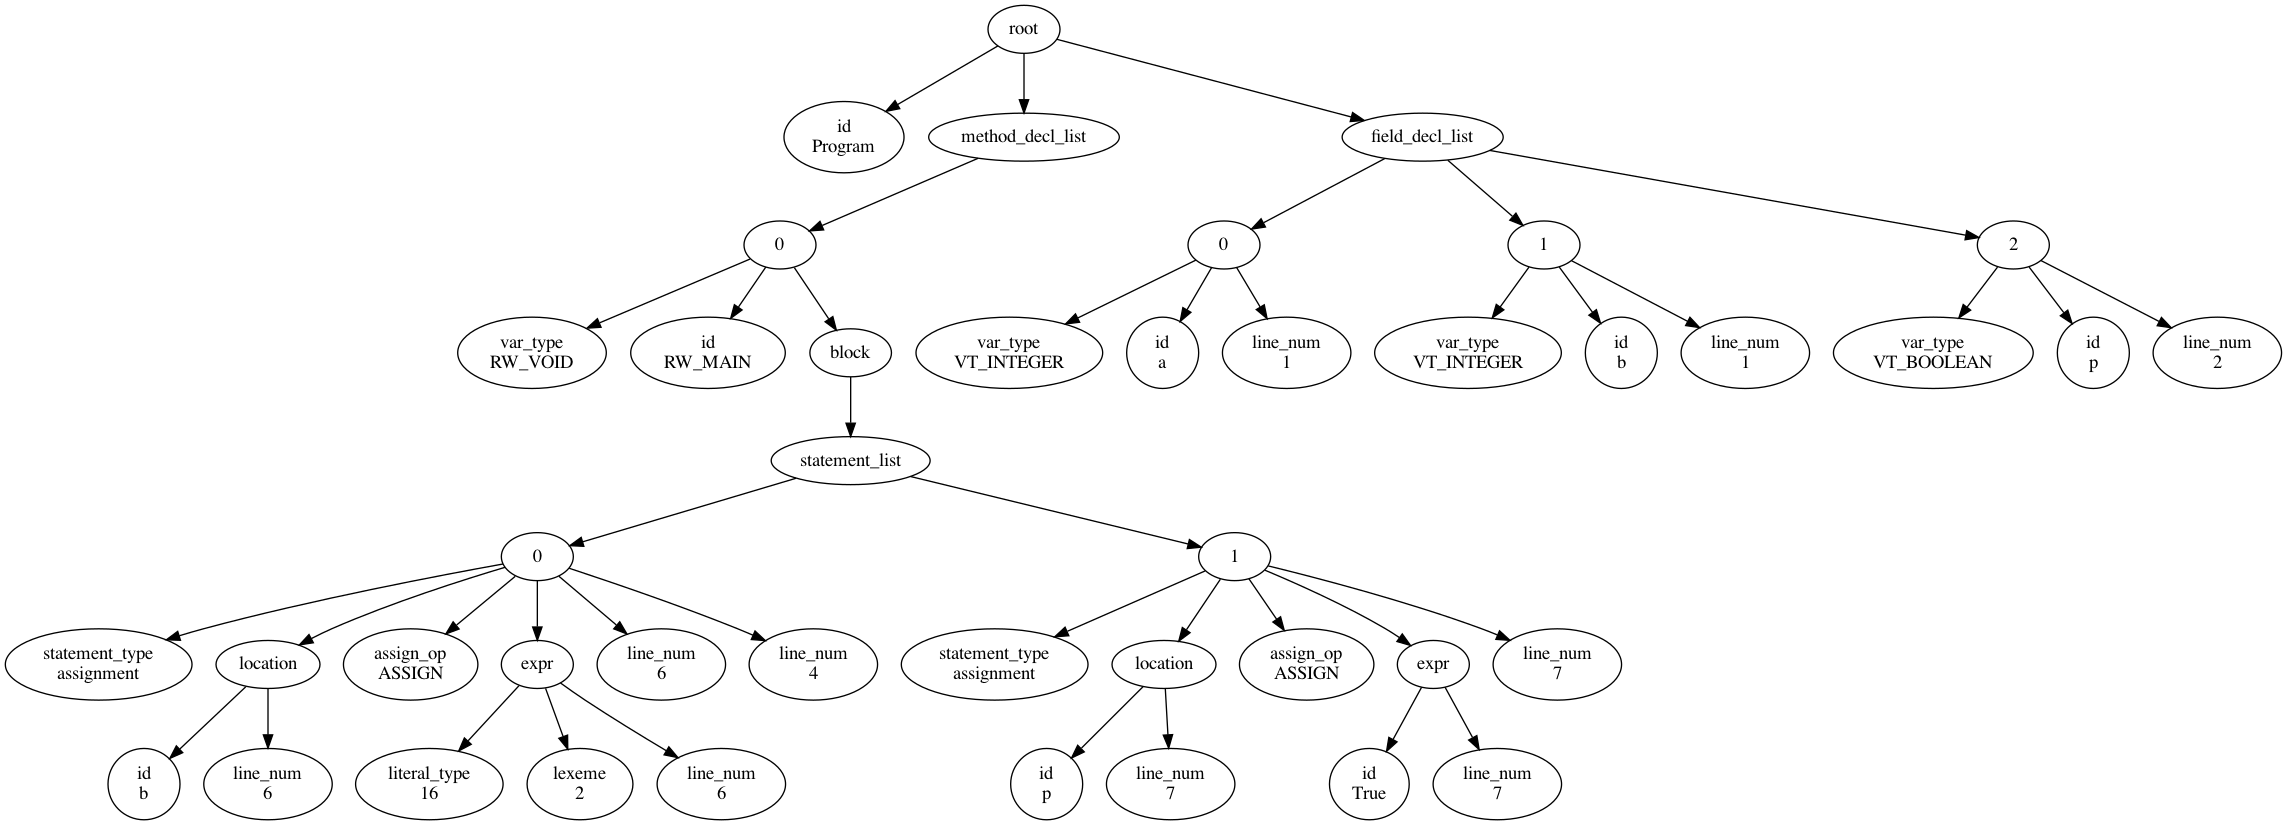 root
id
Program
method_decl_list
field_decl_list
0
0
1
2
var_type
RW_VOID
id
RW_MAIN
block
var_type
VT_INTEGER
id
a
line_num
1
var_type
VT_INTEGER
id
b
line_num
1
var_type
VT_BOOLEAN
id
p
line_num
2
statement_list
0
1
statement_type
assignment
location
assign_op
ASSIGN
expr
line_num
6
line_num
4
statement_type
assignment
location
assign_op
ASSIGN
expr
line_num
7
id
b
line_num
6
literal_type
16
lexeme
2
line_num
6
id
p
line_num
7
id
True
line_num
7